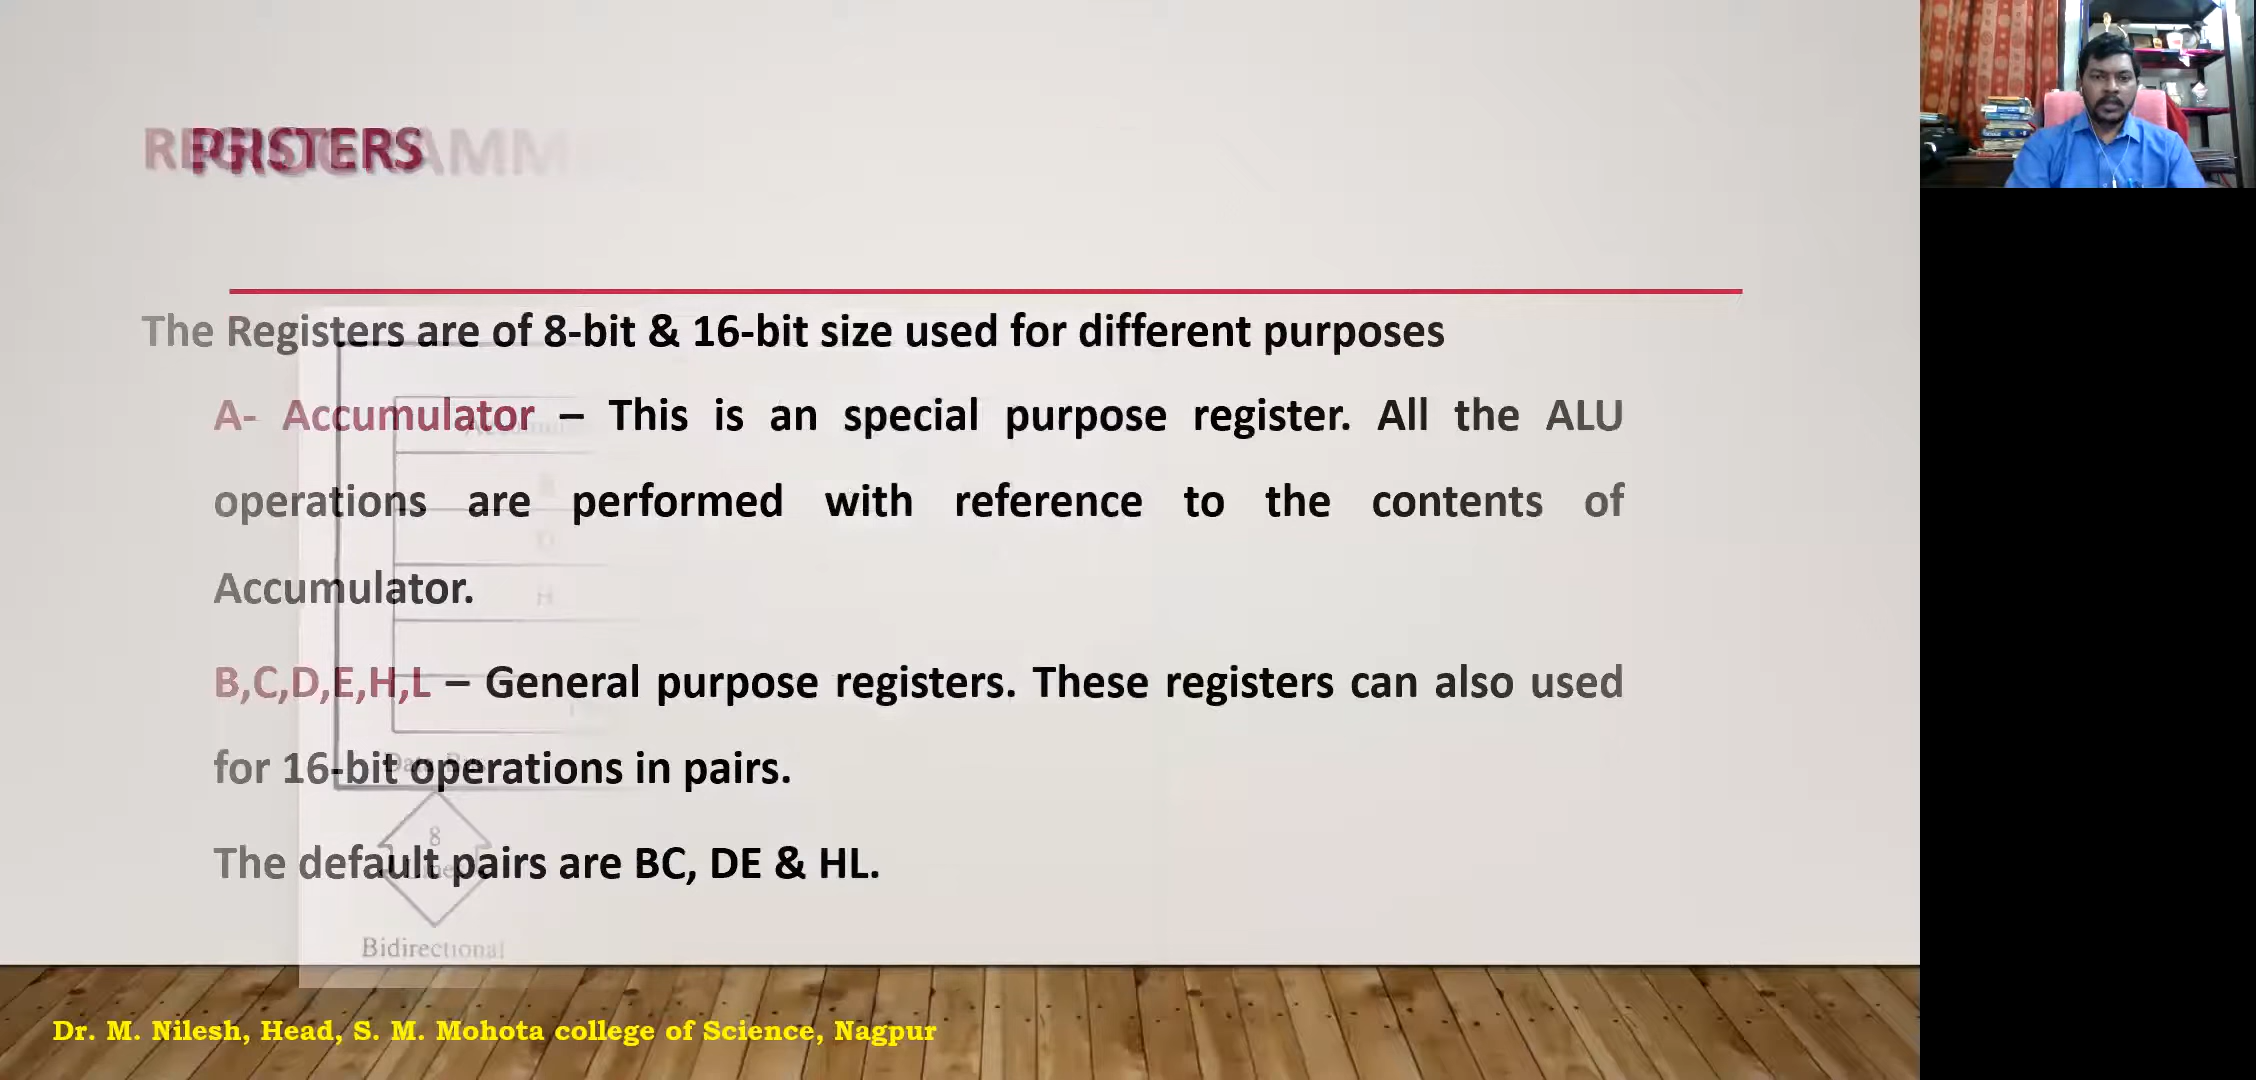 REGISTERS
The Registers are of 8-bit & 16-bit size used for different purposes
A- Accumulator – This is an special purpose register. All the ALU
operations are performed with reference to the contents of
Accumulator.
B,C,D,E,H,L – General purpose registers. These registers can also used
for 16-bit operations in pairs.
The default pairs are BC, DE & HL.
B
D
H
8
Bidirectional
Dr. M. Nilesh, Head, S. M. Mohota college of Science, Nagpur